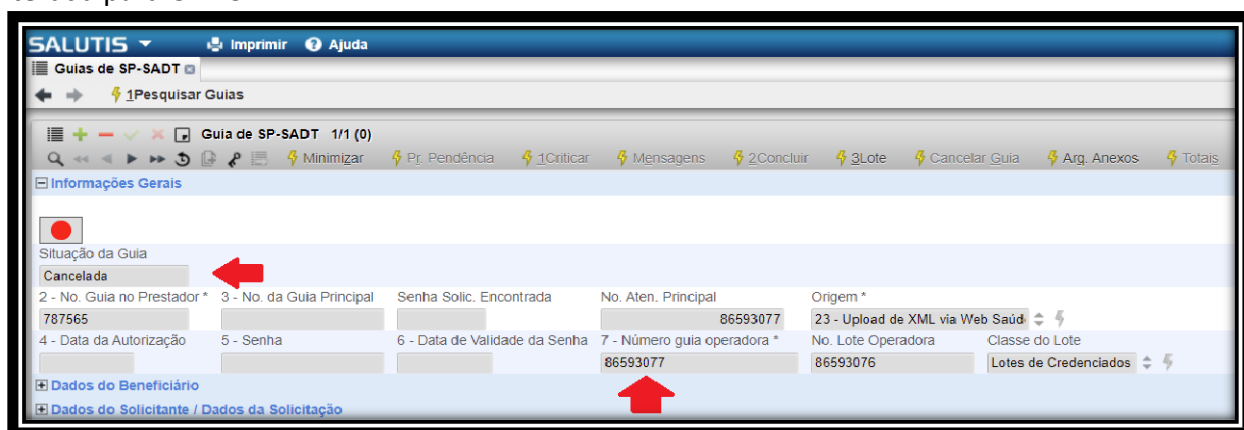 SALUTIS Imprimir Ajuda
Guias de SP-SADT
1Pesquisar Guias
Guia de SP-SADT 1/1 (0)
Minimizar Pr. Pendência 1Criticar Mensagens 2Concluir 3Lote Cancelar Guia Arq. Anexos Totais
Informações Gerais
Situação da Guia
Cancelada
2 - No. Guia no Prestador * 3 - No. da Guia Principal Senha Solic. Encontrada No. Aten. Principal Origem *
787565 86593077 23 - Upload de XML via Web Saúd
4 - Data da Autorização 5 - Senha 6 - Data de Validade da Senha 7 - Número guia operadora * No. Lote Operadora Classe do Lote
86593077 86593076 Lotes de Credenciados
Dados do Beneficiário
Dados do Solicitante / Dados da Solicitação